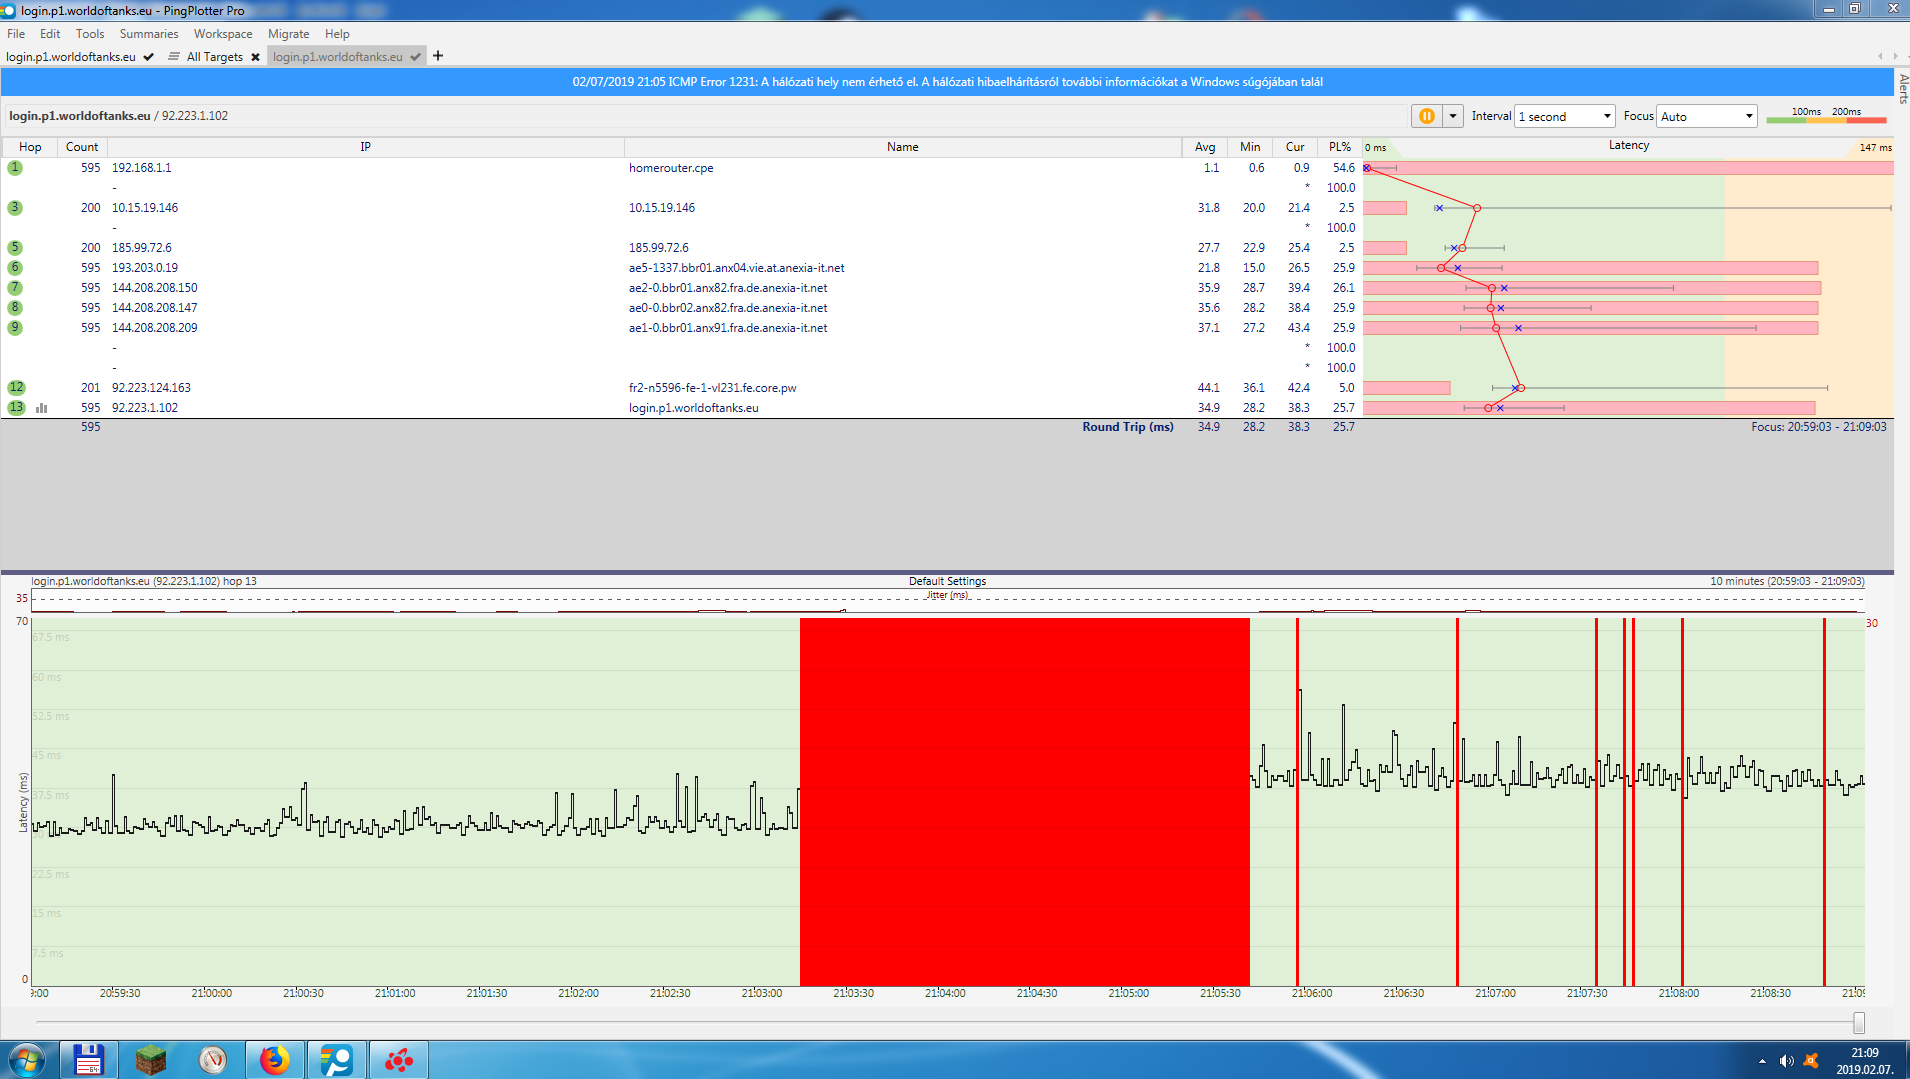 login.p1.worldoftanks.eu - PingPlotter Pro
File Edit Tools Summaries Workspace Migrate Help
login.p1.worldoftanks.eu All Targets login.p1.worldoftanks.eu +
02/07/2019 21:05 ICMP Error 1231: A hálózati hely nem érhető el. A hálózati hibaelhárításról további információkat a Windows súgójában talál
Alerts
login.p1.worldoftanks.eu / 92.223.1.102 Interval 1 second Focus Auto 100ms 200ms
Hop Count IP Name Avg Min Cur PL% 0 ms Latency 147 ms
1 595 192.168.1.1 homerouter.cpe 1.1 0.6 0.9 54.6
- * 100.0
3 200 10.15.19.146 10.15.19.146 31.8 20.0 21.4 2.5
- * 100.0
5 200 185.99.72.6 185.99.72.6 27.7 22.9 25.4 2.5
6 595 193.203.0.19 ae5-1337.bbr01.anx04.vie.at.anexia-it.net 21.8 15.0 26.5 25.9
7 595 144.208.208.150 ae2-0.bbr01.anx82.fra.de.anexia-it.net 35.9 28.7 39.4 26.1
8 595 144.208.208.147 ae0-0.bbr02.anx82.fra.de.anexia-it.net 35.6 28.2 38.4 25.9
9 595 144.208.208.209 ae1-0.bbr01.anx91.fra.de.anexia-it.net 37.1 27.2 43.4 25.9
- * 100.0
- * 100.0
12 201 92.223.124.163 fr2-n5596-fe-1-vl231.fe.core.pw 44.1 36.1 42.4 5.0
13 595 92.223.1.102 login.p1.worldoftanks.eu 34.9 28.2 38.3 25.7
595 Round Trip (ms) 34.9 28.2 38.3 25.7 Focus: 20:59:03 - 21:09:03
login.p1.worldoftanks.eu (92.223.1.102) hop 13 Default Settings 10 minutes (20:59:03 - 21:09:03)
35 Jitter (ms)
70 30
67.5 ms
60 ms
52.5 ms
45 ms
37.5 ms
Latency (ms)
22.5 ms
15 ms
7.5 ms
0
9:00 20:59:30 21:00:00 21:00:30 21:01:00 21:01:30 21:02:00 21:02:30 21:03:00 21:03:30 21:04:00 21:04:30 21:05:00 21:05:30 21:06:00 21:06:30 21:07:00 21:07:30 21:08:00 21:08:30 21:09
64
21:09
2019.02.07.